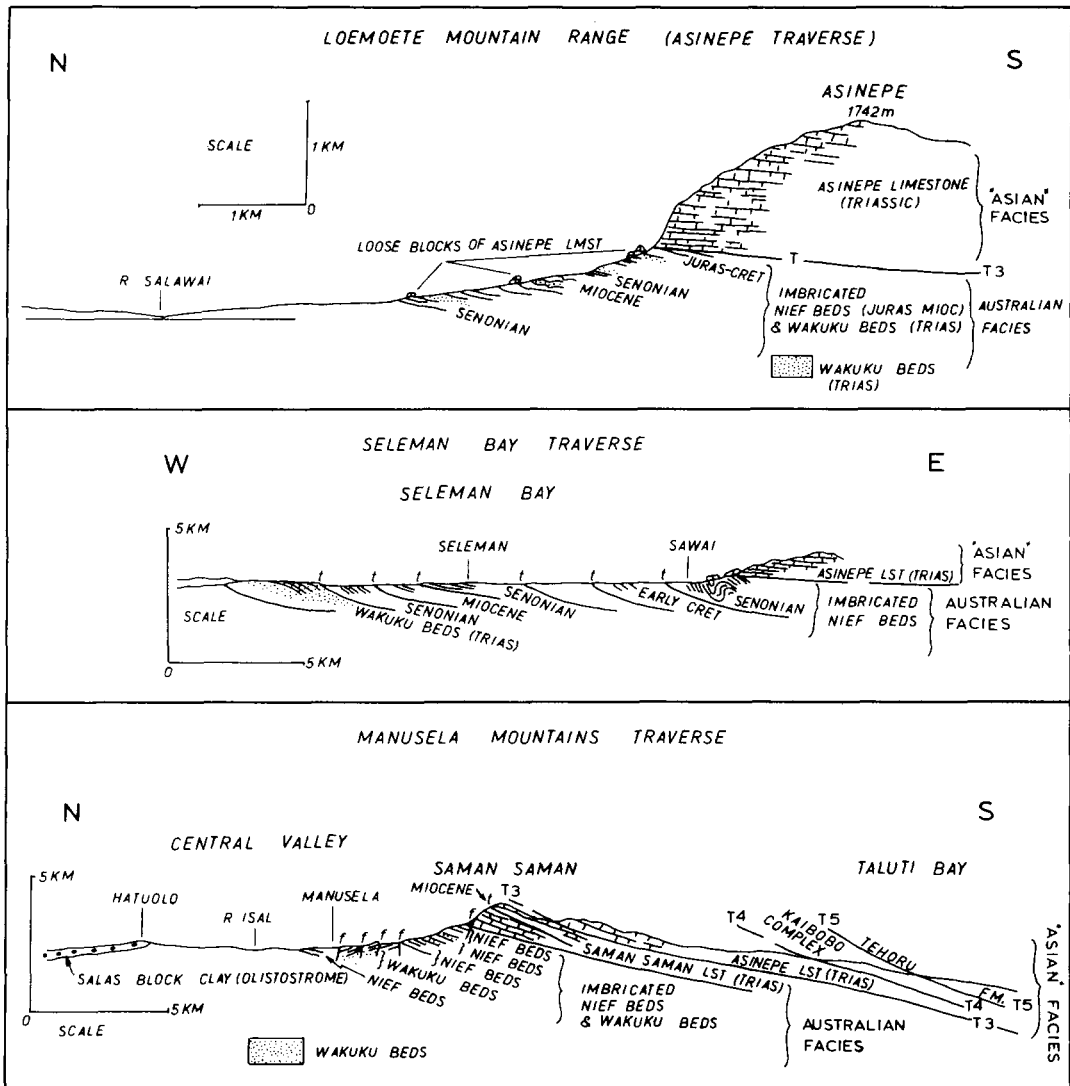 LOEMOETE MOUNTAIN RANGE (ASINEPE TRAVERSE)
N
S
ASINEPE
1742m
SCALE
1KM
1KM
0
ASINEPE LIMESTONE
(TRIASSIC)
"ASIAN"
FACIES
LOOSE BLOCKS OF ASINEPE LMST
R SALAWAI
JURAS-CRET
T
T3
SENONIAN
MIOCENE
SENONIAN
IMBRICATED
NIEF BEDS (JURAS MIOC)
& WAKUKU BEDS (TRIAS)
AUSTRALIAN
FACIES
WAKUKU BEDS
(TRIAS)
SELEMAN BAY TRAVERSE
W
E
SELEMAN BAY
5KM
SELEMAN
SAWAI
"ASIAN"
FACIES
f f f f f f f
ASINEPE LST (TRIAS)
SCALE
WAKUKU BEDS (TRIAS)
SENONIAN
MIOCENE
SENONIAN
EARLY CRET
SENONIAN
IMBRICATED
NIEF BEDS
AUSTRALIAN
FACIES
0
5KM
MANUSELA MOUNTAINS TRAVERSE
N
S
CENTRAL VALLEY
SAMAN SAMAN
TALUTI BAY
5KM
HATUOLO
R ISAL
MANUSELA
MIOCENE
f T3
T4
KAIBOBO
COMPLEX
T5
TEHORU
FM.
f f f f f
SALAS BLOCK CLAY (OLISTOSTROME)
NIEF BEDS
WAKUKU BEDS
NIEF BEDS
NIEF BEDS
NIEF BEDS
SAMAN SAMAN LST (TRIAS)
ASINEPE LST (TRIAS)
T4
T5
T3
"ASIAN" FACIES
IMBRICATED
NIEF BEDS
& WAKUKU BEDS
AUSTRALIAN
FACIES
0
5KM
SCALE
WAKUKU BEDS